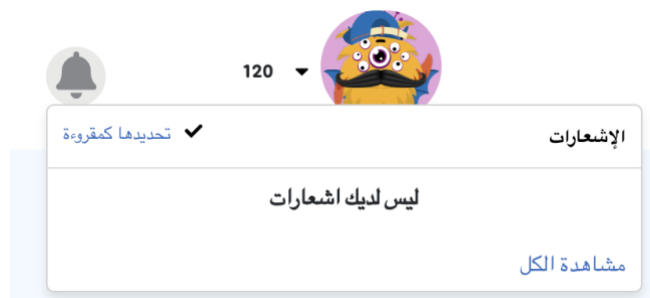 120
الإشعارات
تحديدها كمقروءة
ليس لديك اشعارات
مشاهدة الكل